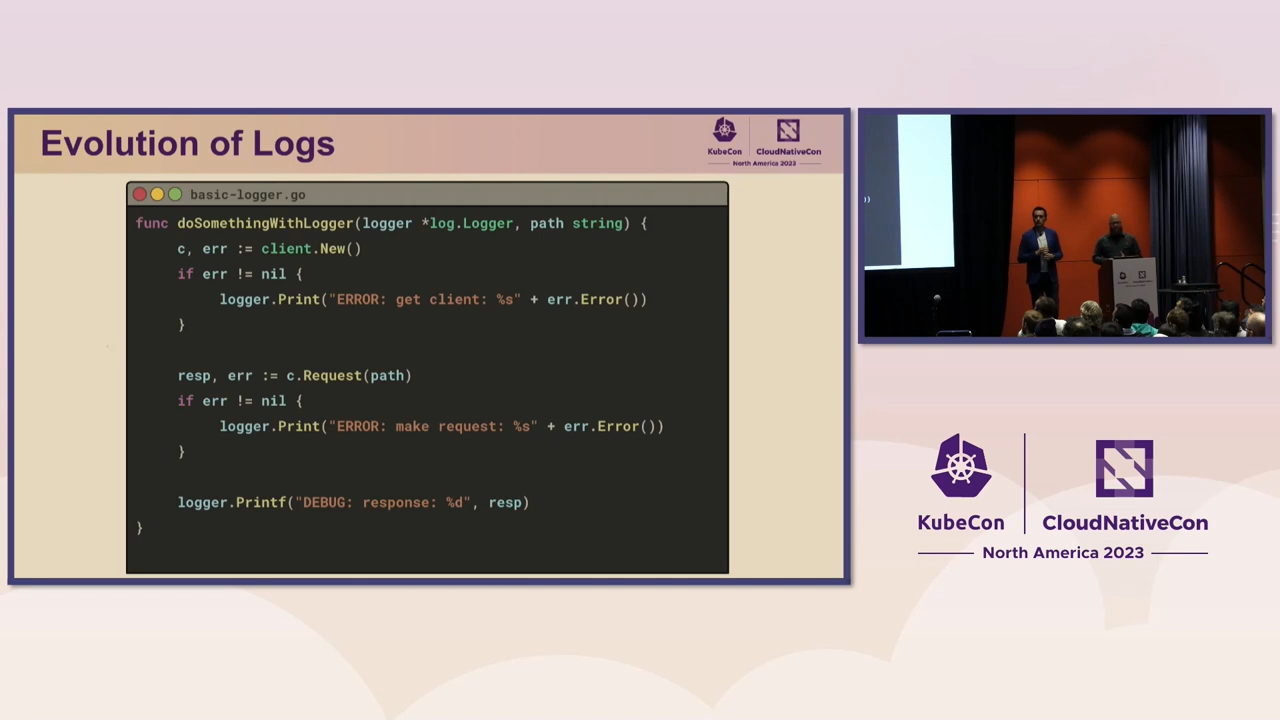 Evolution of Logs
KubeCon
CloudNativeCon
North America 2023
basic-logger.go
func doSomethingWithLogger(logger *log.Logger, path string) {
c, err := client.New()
if err != nil {
logger.Print("ERROR: get client: %s" + err.Error())
}
resp, err := c.Request(path)
if err != nil {
logger.Print("ERROR: make request: %s" + err.Error())
}
logger.Printf("DEBUG: response: %d", resp)
}
KubeCon
CloudNativeCon
North America 2023